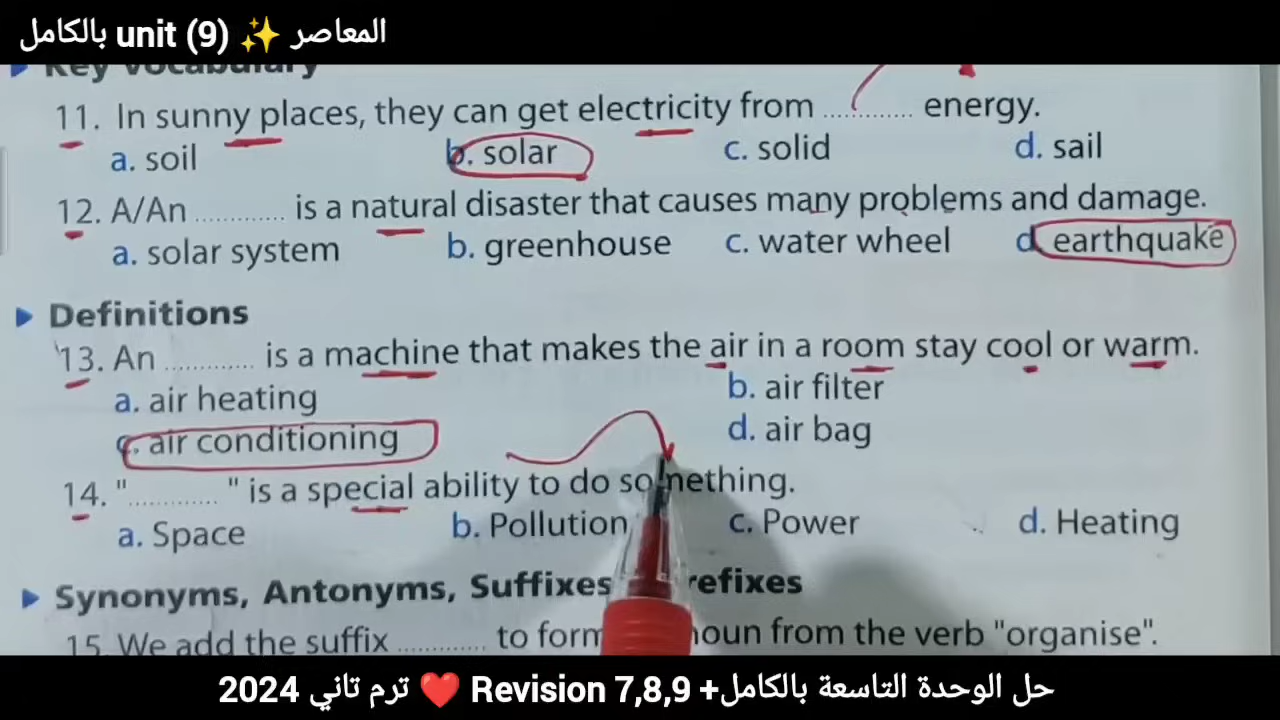 المعاصر ✨ unit (9) بالكامل
Key vocabulary
11. In sunny places, they can get electricity from ............. energy.
a. soil b. solar c. solid d. sail
12. A/An ............. is a natural disaster that causes many problems and damage.
a. solar system b. greenhouse c. water wheel d. earthquake
Definitions
13. An ............. is a machine that makes the air in a room stay cool or warm.
a. air heating b. air filter
c. air conditioning d. air bag
14. "............." is a special ability to do something.
a. Space b. Pollution c. Power d. Heating
Synonyms, Antonyms, Suffixes
15. We add the suffix ............. to form noun from the verb "organise".
حل الوحدة التاسعة بالكامل+ Revision 7,8,9 ❤️ ترم تاني 2024